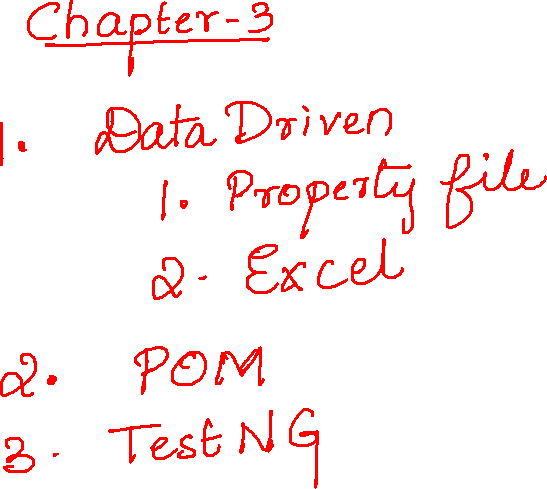 Chapter-3
1. Data Driven
1. Property file
2. Excel
2. POM
3. TestNG